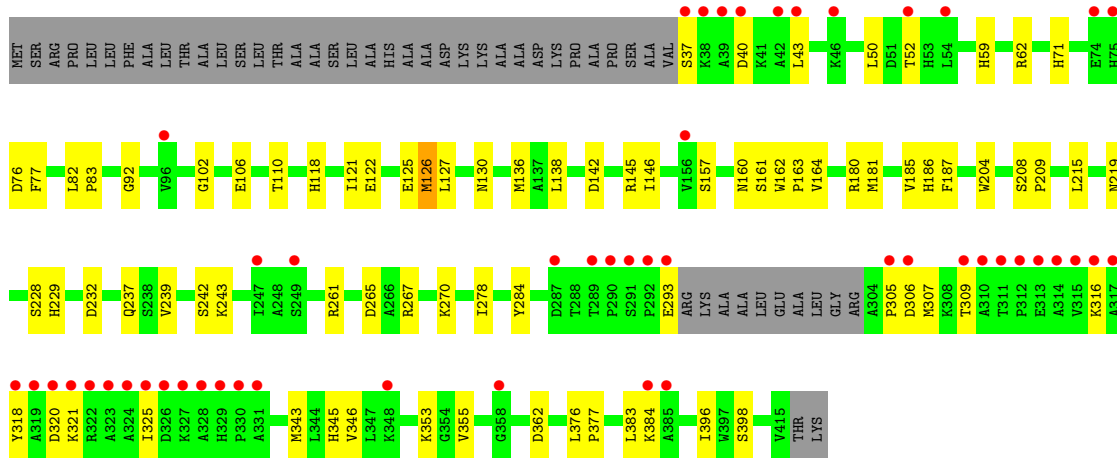 MET SER ARG PRO LEU LEU PHE ALA LEU THR ALA LEU SER LEU THR ALA ALA SER LEU ALA HIS ALA ALA ASP LYS LYS ALA ALA ASP LYS PRO ALA PRO SER ALA VAL S37 K38 A39 D40 K41 A42 L43 K46 L50 D51 T52 H53 L54 H59 R62 H71 E74 H75
D76 F77 L82 P83 G92 V96 G102 E106 T110 H118 I121 E122 E125 M126 L127 N130 M136 A137 L138 D142 R145 I146 V156 S157 N160 S161 W162 P163 V164 R180 M181 V185 H186 F187 W204 S208 P209 L215 N219
S228 H229 D232 Q237 S238 V239 S242 K243 I247 A248 S249 R261 D265 A266 R267 K270 I278 Y284 D287 T288 T289 P290 S291 P292 E293 ARG LYS ALA ALA LEU GLU ALA LEU GLY ARG A304 P305 D306 M307 K308 T309 A310 T311 P312 E313 A314 V315 K316 A317
Y318 A319 D320 K321 R322 A323 A324 I325 D326 K327 A328 H329 P330 A331 M343 L344 H345 V346 L347 K348 K353 G354 V355 G358 D362 L376 P377 L383 K384 A385 I396 W397 S398 V415 THR LYS